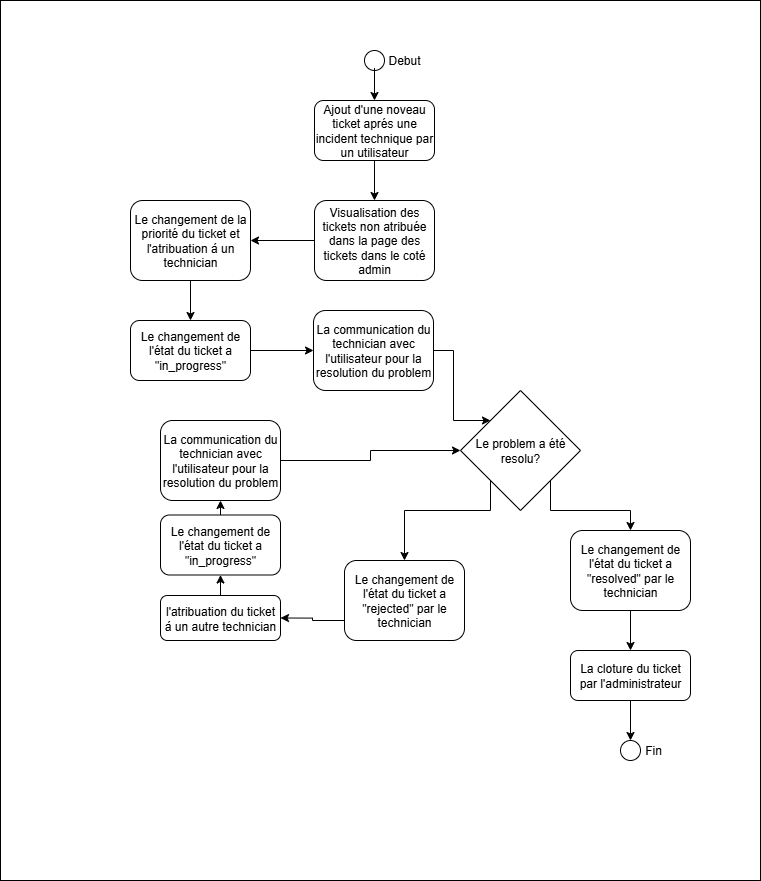 Debut
Ajout d'une noveau
ticket aprés une
incident technique par
un utilisateur
Visualisation des
tickets non atribuée
dans la page des
tickets dans le coté
admin
Le changement de la
priorité du ticket et
l'atribuation á un
technician
Le changement de
l'état du ticket a
"in_progress"
La communication du
technician avec
l'utilisateur pour la
resolution du problem
Le problem a été
resolu?
La communication du
technician avec
l'utilisateur pour la
resolution du problem
Le changement de
l'état du ticket a
"in_progress"
l'atribuation du ticket
á un autre technician
Le changement de
l'état du ticket a
"rejected" par le
technician
Le changement de
l'état du ticket a
"resolved" par le
technician
La cloture du ticket
par l'administrateur
Fin